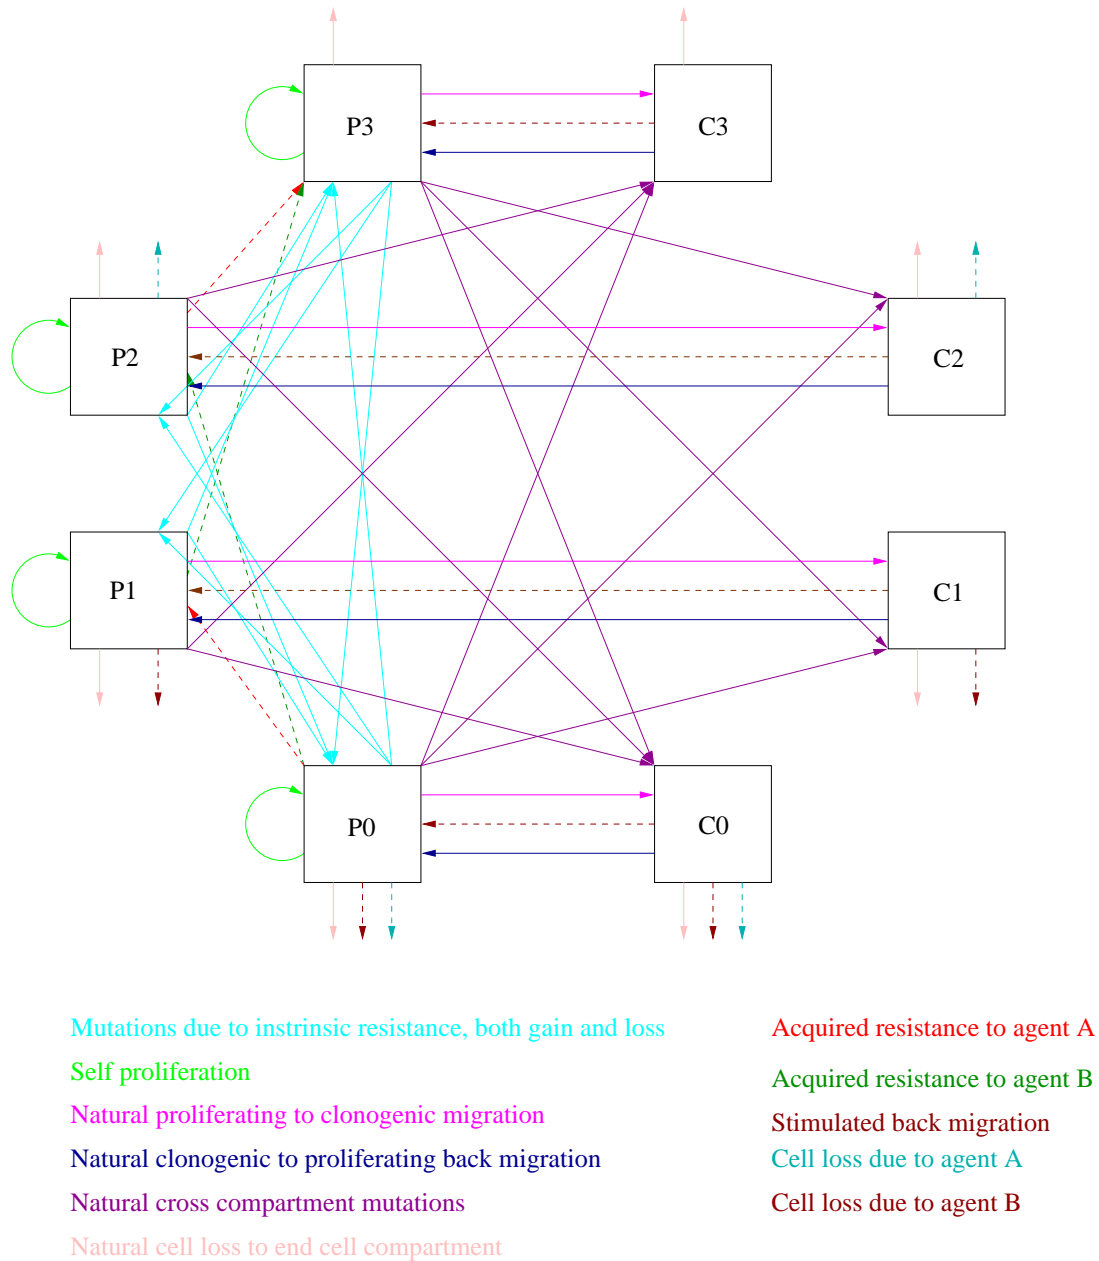 P3
C3
P2
C2
P1
C1
P0
C0
Mutations due to instrinsic resistance, both gain and loss
Self proliferation
Natural proliferating to clonogenic migration
Natural clonogenic to proliferating back migration
Natural cross compartment mutations
Natural cell loss to end cell compartment
Acquired resistance to agent A
Acquired resistance to agent B
Stimulated back migration
Cell loss due to agent A
Cell loss due to agent B